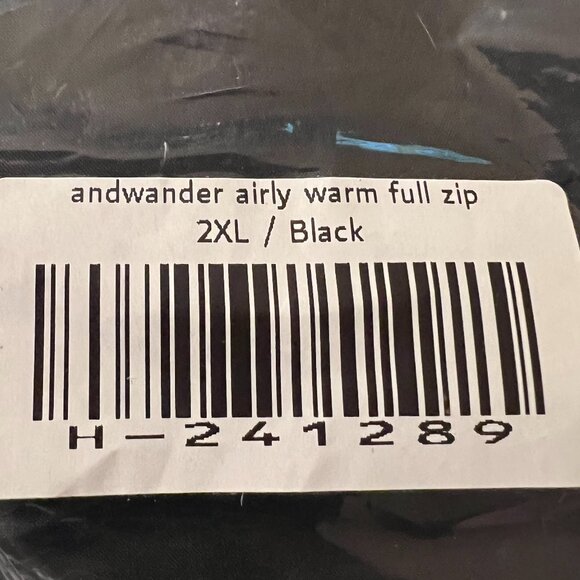 andwander airly warm full zip
2XL / Black
H-241289